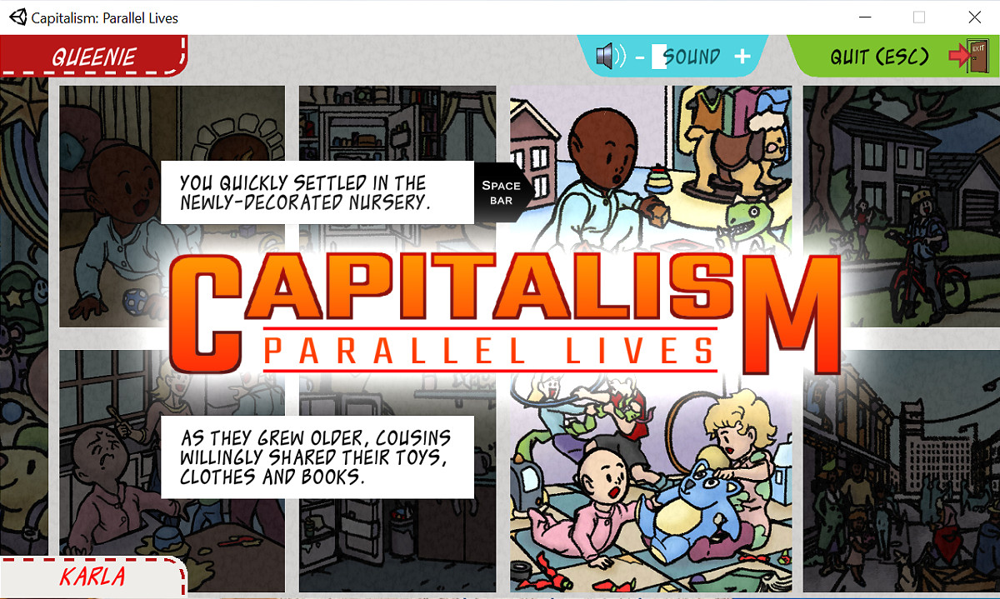 Capitalism: Parallel Lives
QUEENIE
- SOUND +
QUIT (ESC)
EXIT
YOU QUICKLY SETTLED IN THE
NEWLY-DECORATED NURSERY.
SPACE
BAR
CAPITALISM
PARALLEL LIVES
AS THEY GREW OLDER, COUSINS
WILLINGLY SHARED THEIR TOYS,
CLOTHES AND BOOKS.
KARLA